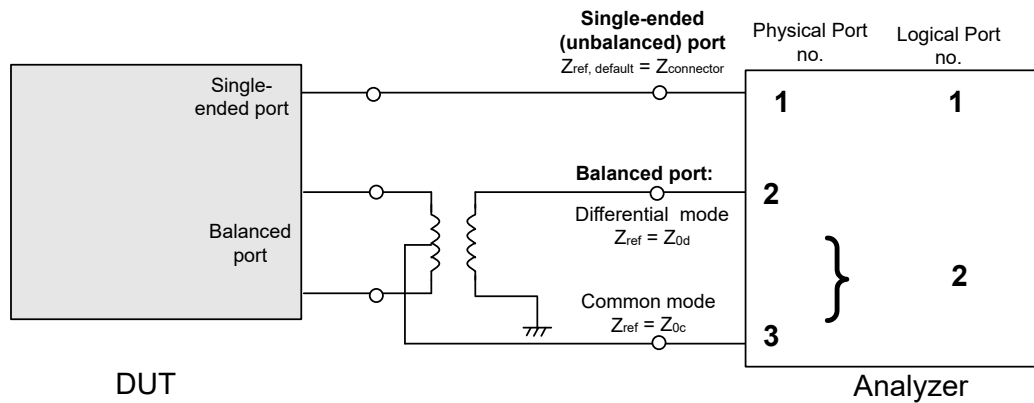 Single-ended
(unbalanced) port
Zref, default = Zconnector
Physical Port
no.
Logical Port
no.
Single-
ended port
1
1
Balanced port:
2
Differential mode
Zref = Z0d
Balanced
port
}
2
Common mode
Zref = Z0c
3
DUT
Analyzer